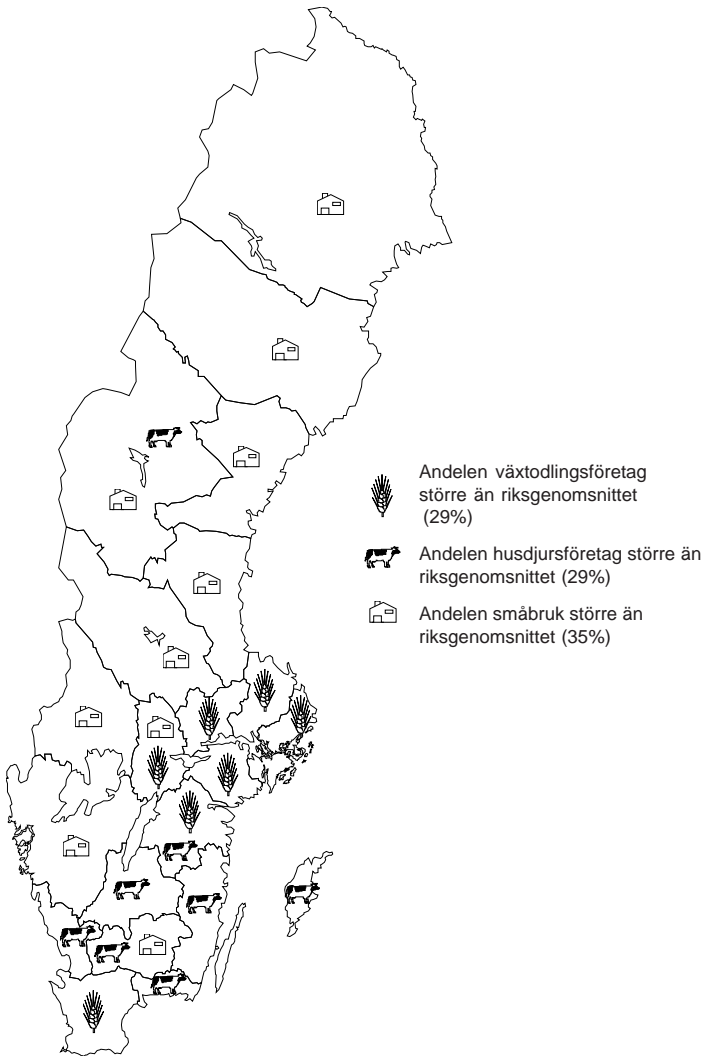 Andelen växtodlingsföretag
större än riksgenomsnittet
(29%)
Andelen husdjursföretag större än
riksgenomsnittet (29%)
Andelen småbruk större än
riksgenomsnittet (35%)